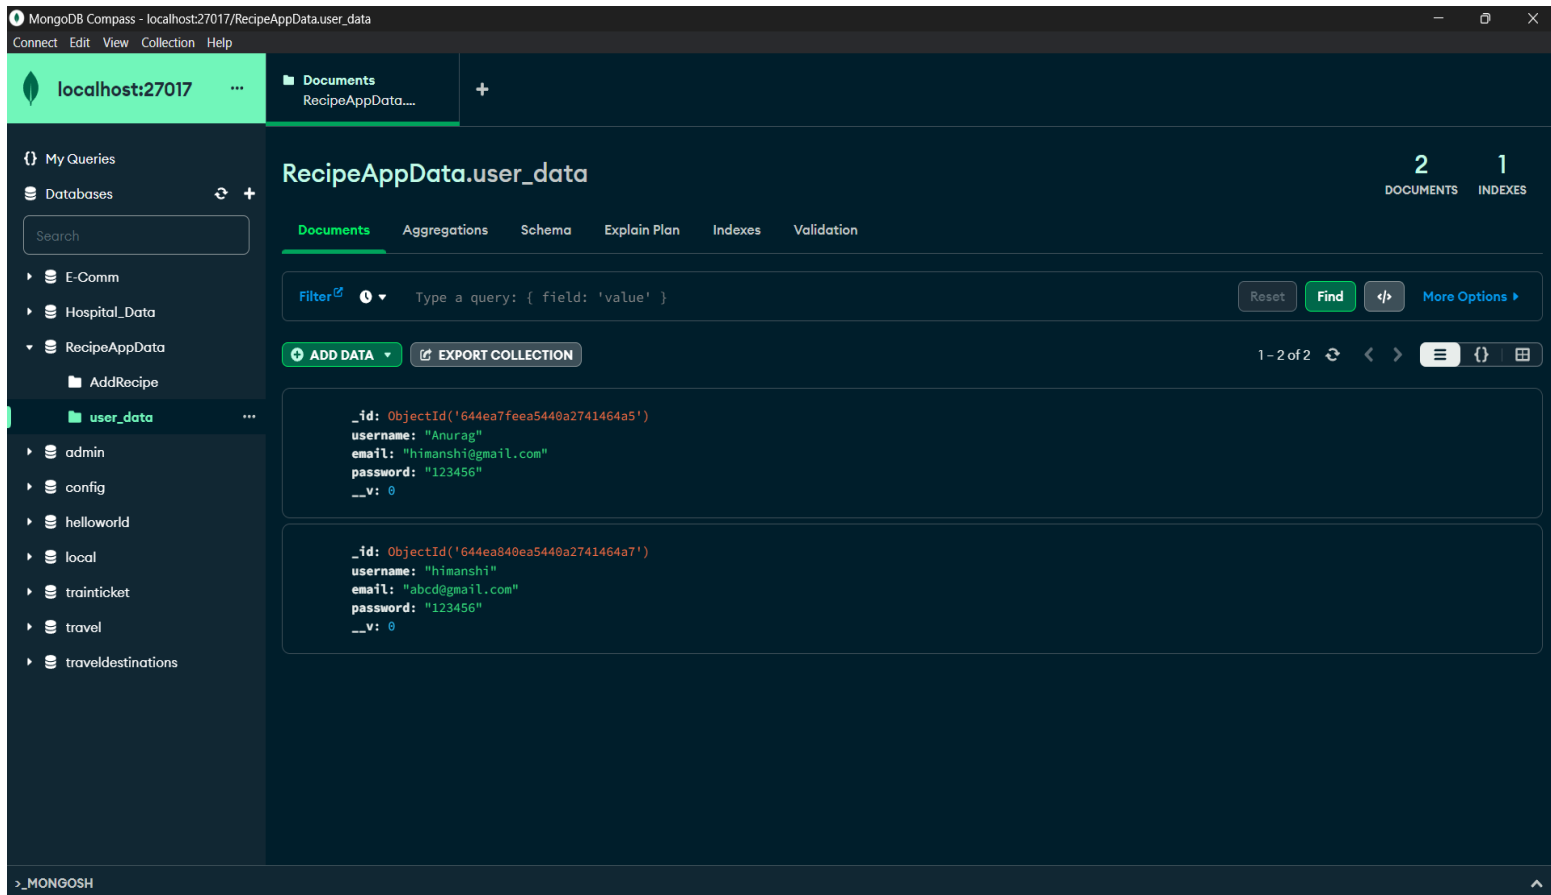 MongoDB Compass - localhost:27017/RecipeAppData.user_data
Connect Edit View Collection Help
localhost:27017 ...
Documents
RecipeAppData....
+
{} My Queries
Databases
Search
E-Comm
Hospital_Data
RecipeAppData
AddRecipe
user_data ...
admin
config
helloworld
local
trainticket
travel
traveldestinations
RecipeAppData.user_data
2 DOCUMENTS
1 INDEXES
Documents Aggregations Schema Explain Plan Indexes Validation
Filter Type a query: { field: 'value' } Reset Find </> More Options
ADD DATA EXPORT COLLECTION 1 – 2 of 2 {}
_id: ObjectId('644ea7feea5440a2741464a5')
username: "Anurag"
email: "himanshi@gmail.com"
password: "123456"
__v: 0
_id: ObjectId('644ea840ea5440a2741464a7')
username: "himanshi"
email: "abcd@gmail.com"
password: "123456"
__v: 0
>_MONGOSH